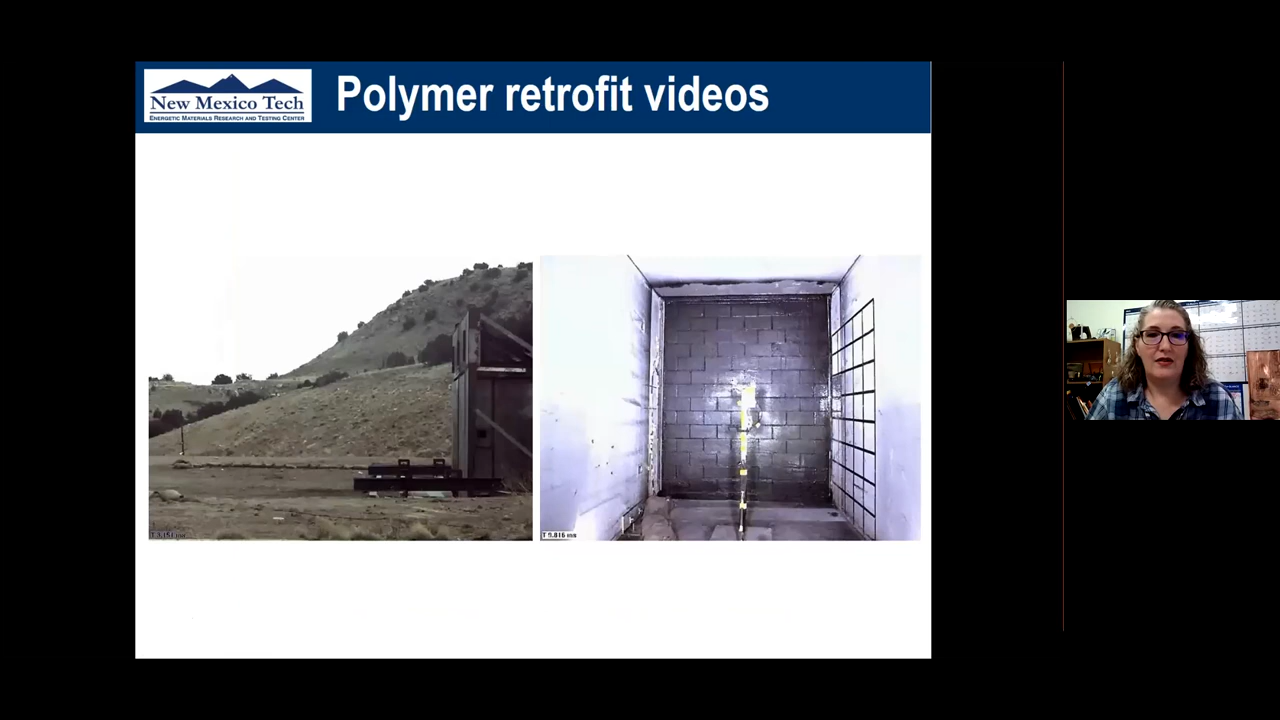 Polymer retrofit videos
New Mexico Tech
Energetic Materials Research and Testing Center